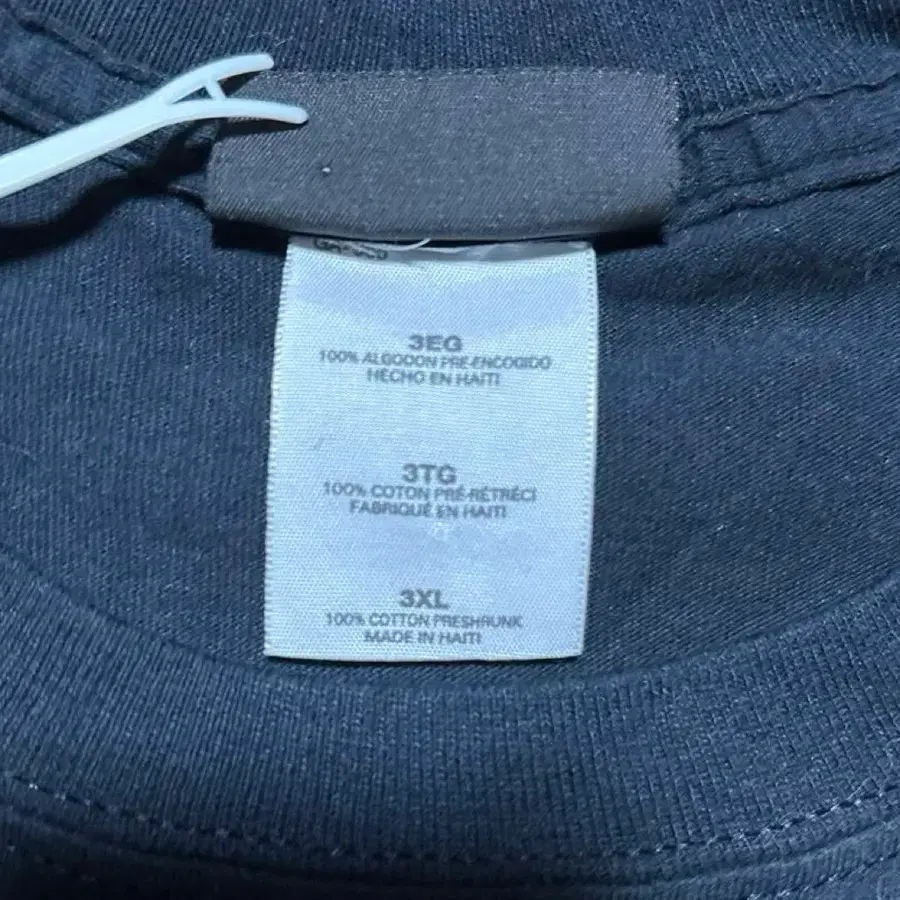 3EG
100% ALGODON PRE-ENCOGIDO
HECHO EN HAITI
3TG
100% COTON PRÉ-RÉTRÉCI
FABRIQUÉ EN HAITI
3XL
100% COTTON PRESHRUNK
MADE IN HAITI